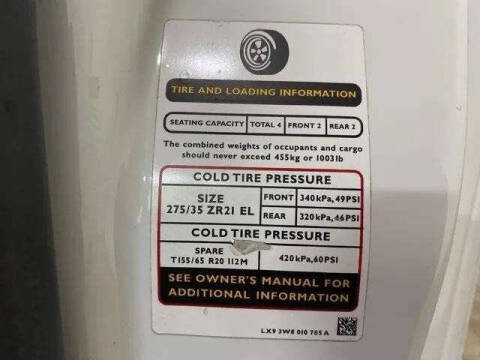 TIRE AND LOADING INFORMATION
SEATING CAPACITY TOTAL 4 FRONT 2 REAR 2
The combined weights of occupants and cargo
should never exceed 455kg or 1003lb
COLD TIRE PRESSURE
SIZE
275/35 ZR21 EL
FRONT 340kPa, 49PSI
REAR 320kPa, 46PSI
COLD TIRE PRESSURE
SPARE
T155/65 R20 112M
420kPa, 60PSI
SEE OWNER'S MANUAL FOR
ADDITIONAL INFORMATION
LX9 3W8 010 785 A